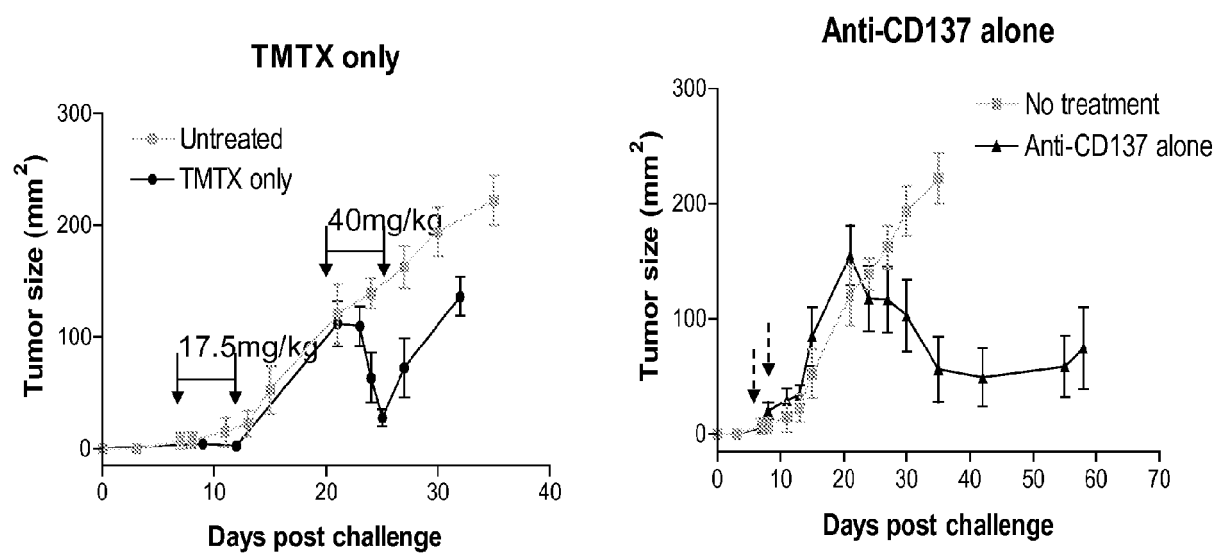 TMTX only
300
200
100
0
Tumor size (mm²)
Untreated
TMTX only
40mg/kg
17.5mg/kg
0 10 20 30 40
Days post challenge
Anti-CD137 alone
300
200
100
0
Tumor size (mm²)
No treatment
Anti-CD137 alone
0 10 20 30 40 50 60 70
Days post challenge